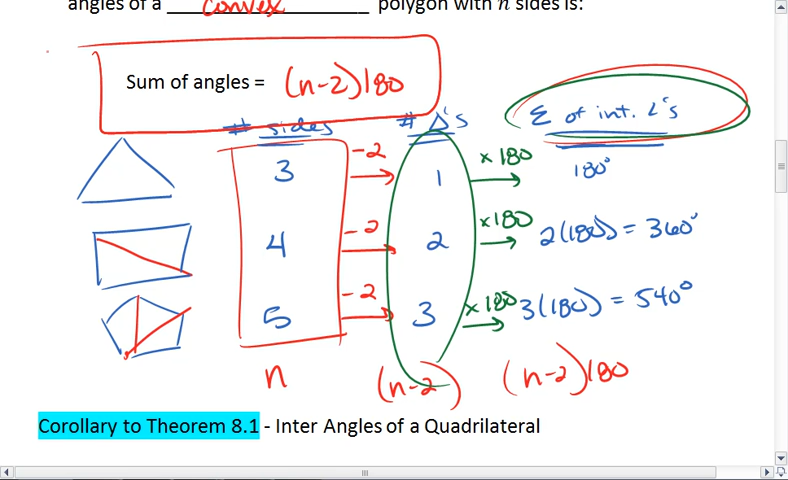 angles of a convex polygon with n sides is:
Sum of angles = (n-2)180
# sides # Δ's Σ of int. ∠'s
3 -2 1 ×180 180°
4 -2 2 ×180 2(180) = 360°
5 -2 3 ×180 3(180) = 540°
n (n-2) (n-2)180
Corollary to Theorem 8.1 - Inter Angles of a Quadrilateral